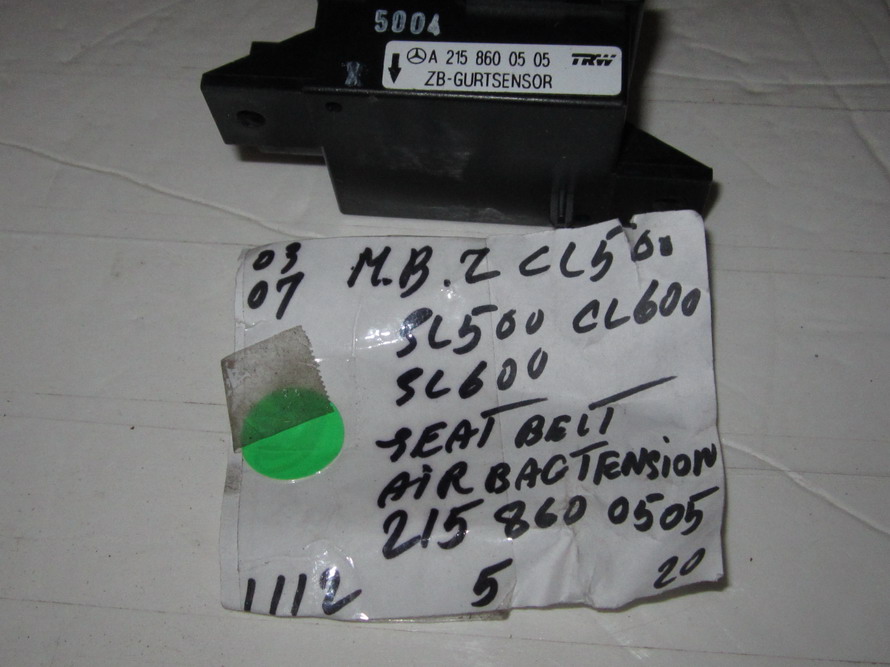 5004
A 215 860 05 05 TRW
ZB-GURTSENSOR
X
03 M.B.Z CL500
07
SL500 CL600
SL600
SEAT BELT
AIR BAG TENSION
215 860 0505
1112 5 20